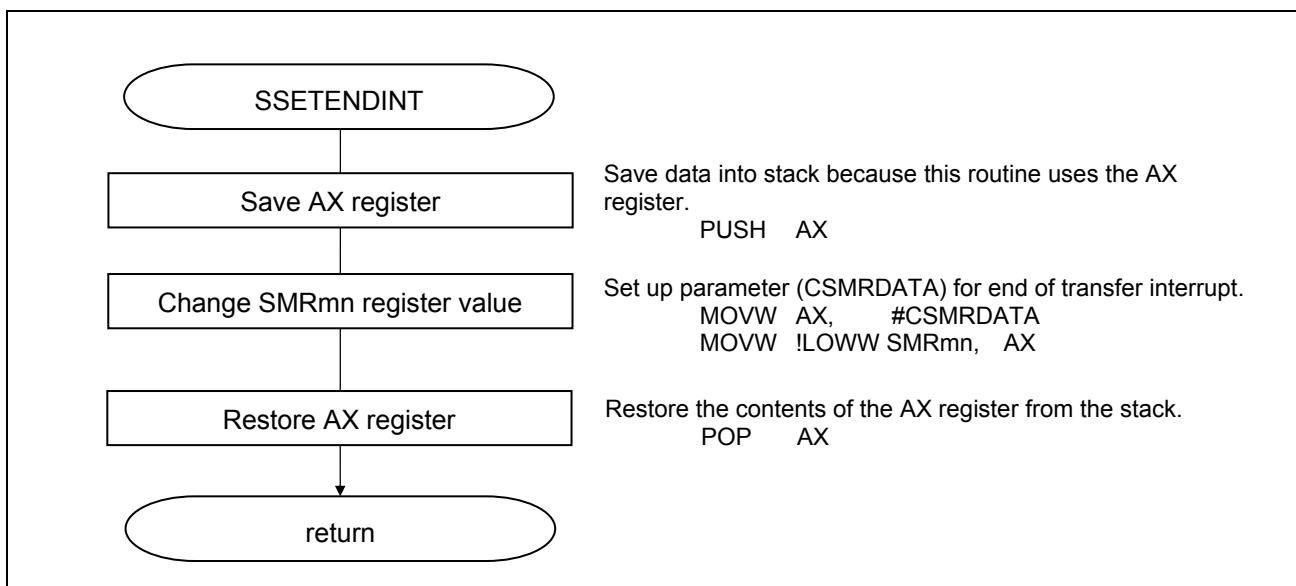 SSETENDINT
Save AX register
Save data into stack because this routine uses the AX
register.
PUSH AX
Change SMRmn register value
Set up parameter (CSMRDATA) for end of transfer interrupt.
MOVW AX, #CSMRDATA
MOVW !LOWW SMRmn, AX
Restore AX register
Restore the contents of the AX register from the stack.
POP AX
return